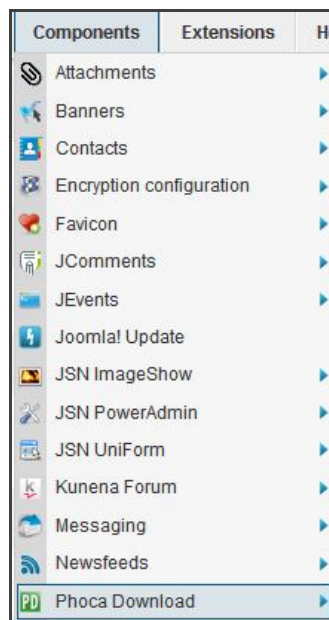 Components Extensions
Attachments
Banners
Contacts
Encryption configuration
Favicon
JComments
JEvents
Joomla! Update
JSN ImageShow
JSN PowerAdmin
JSN UniForm
Kunena Forum
Messaging
Newsfeeds
PD Phoca Download